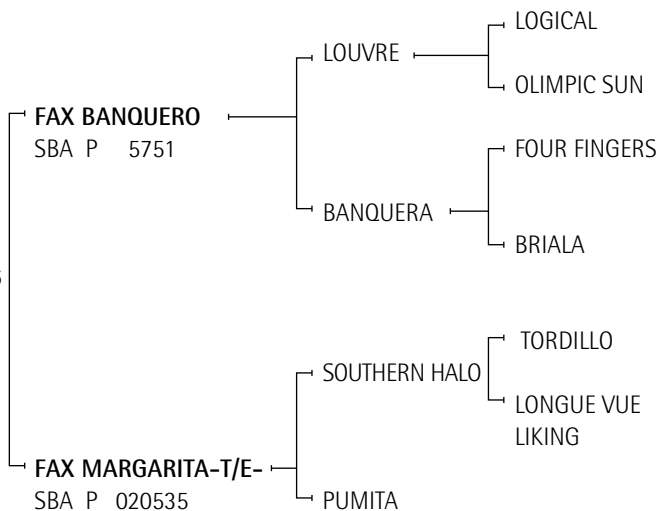 LOGICAL
LOUVRE
OLIMPIC SUN
FAX BANQUERO
SBA P 5751
FOUR FINGERS
BANQUERA
BRIALA
TORDILLO
SOUTHERN HALO
LONGUE VUE
LIKING
FAX MARGARITA-T/E-
SBA P 020535
PUMITA